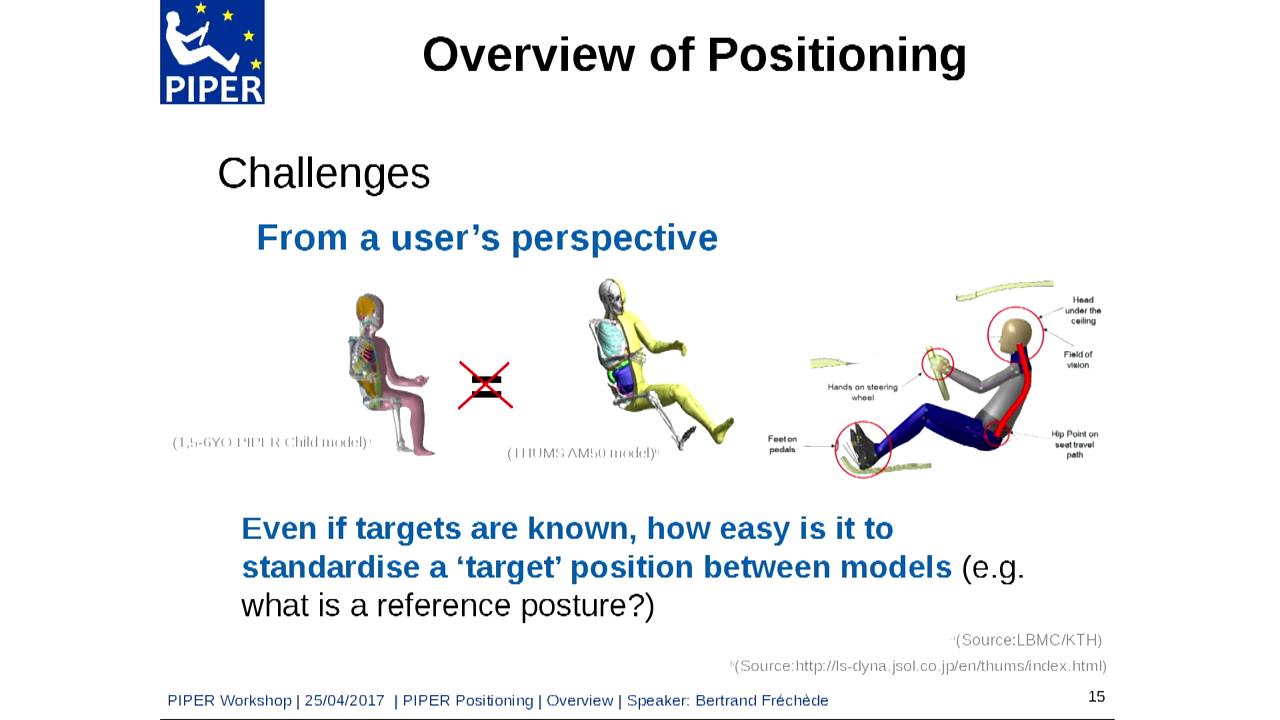 PIPER
Overview of Positioning
Challenges
From a user’s perspective
Head
under the
ceiling
Field of
vision
Hands on steering
wheel
Feet on
pedals
Hip Point on
seat travel
path
=
(1,5-6YO PIPER Child model)
(THUMS AM50 model)
Even if targets are known, how easy is it to
standardise a ‘target’ position between models (e.g.
what is a reference posture?)
(Source:LBMC/KTH)
(Source:http://ls-dyna.jsol.co.jp/en/thums/index.html)
PIPER Workshop | 25/04/2017 | PIPER Positioning | Overview | Speaker: Bertrand Fréchède
15